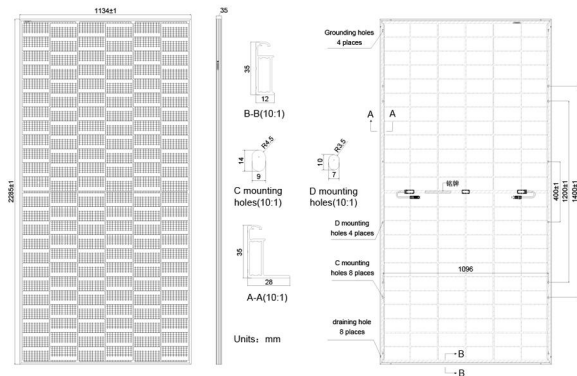 1134±1
35
2285±1
35
12
B-B(10:1)
R4.5
14
9
C mounting
holes(10:1)
R3.5
10
7
D mounting
holes(10:1)
35
28
A-A(10:1)
Units: mm
Grounding holes
4 places
A
A
铭牌
D mounting
holes 4 places
C mounting
holes 8 places
1096
draining hole
8 places
400±1
1200±1
1400±1
B
B